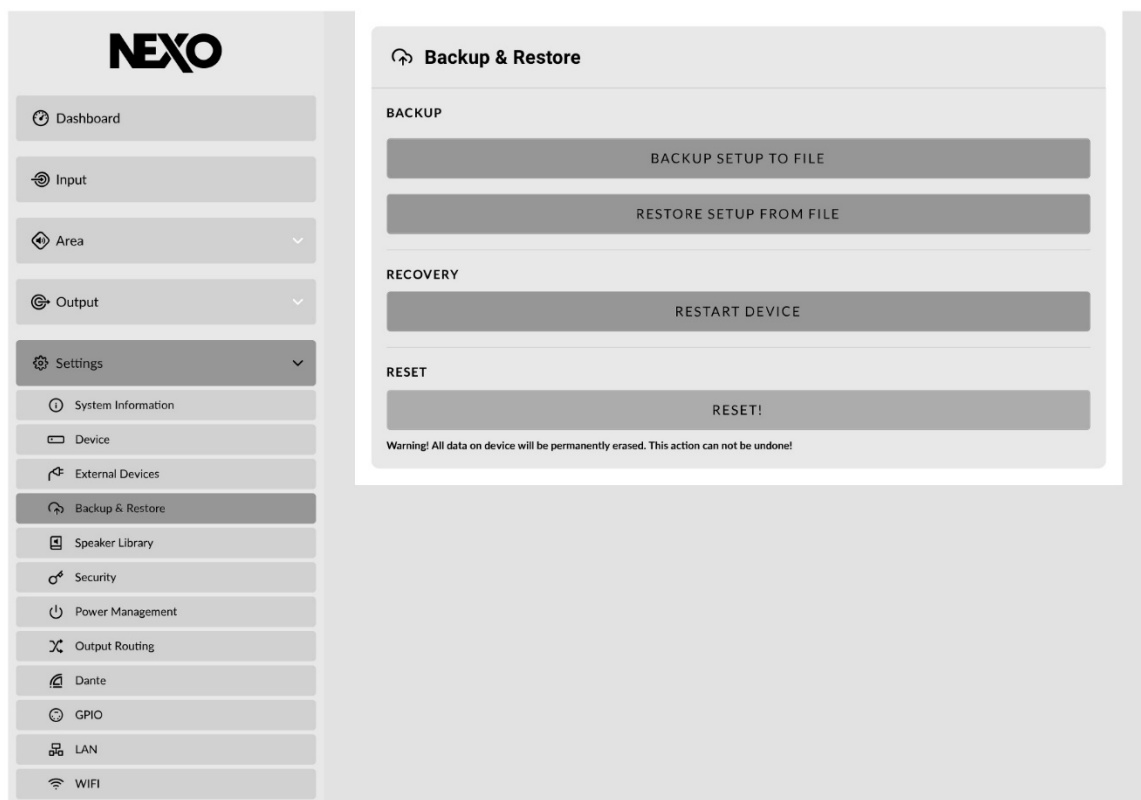 NEXO
Dashboard
Input
Area
Output
Settings
System Information
Device
External Devices
Backup & Restore
Speaker Library
Security
Power Management
Output Routing
Dante
GPIO
LAN
WIFI
Backup & Restore
BACKUP
BACKUP SETUP TO FILE
RESTORE SETUP FROM FILE
RECOVERY
RESTART DEVICE
RESET
RESET!
Warning! All data on device will be permanently erased. This action can not be undone!